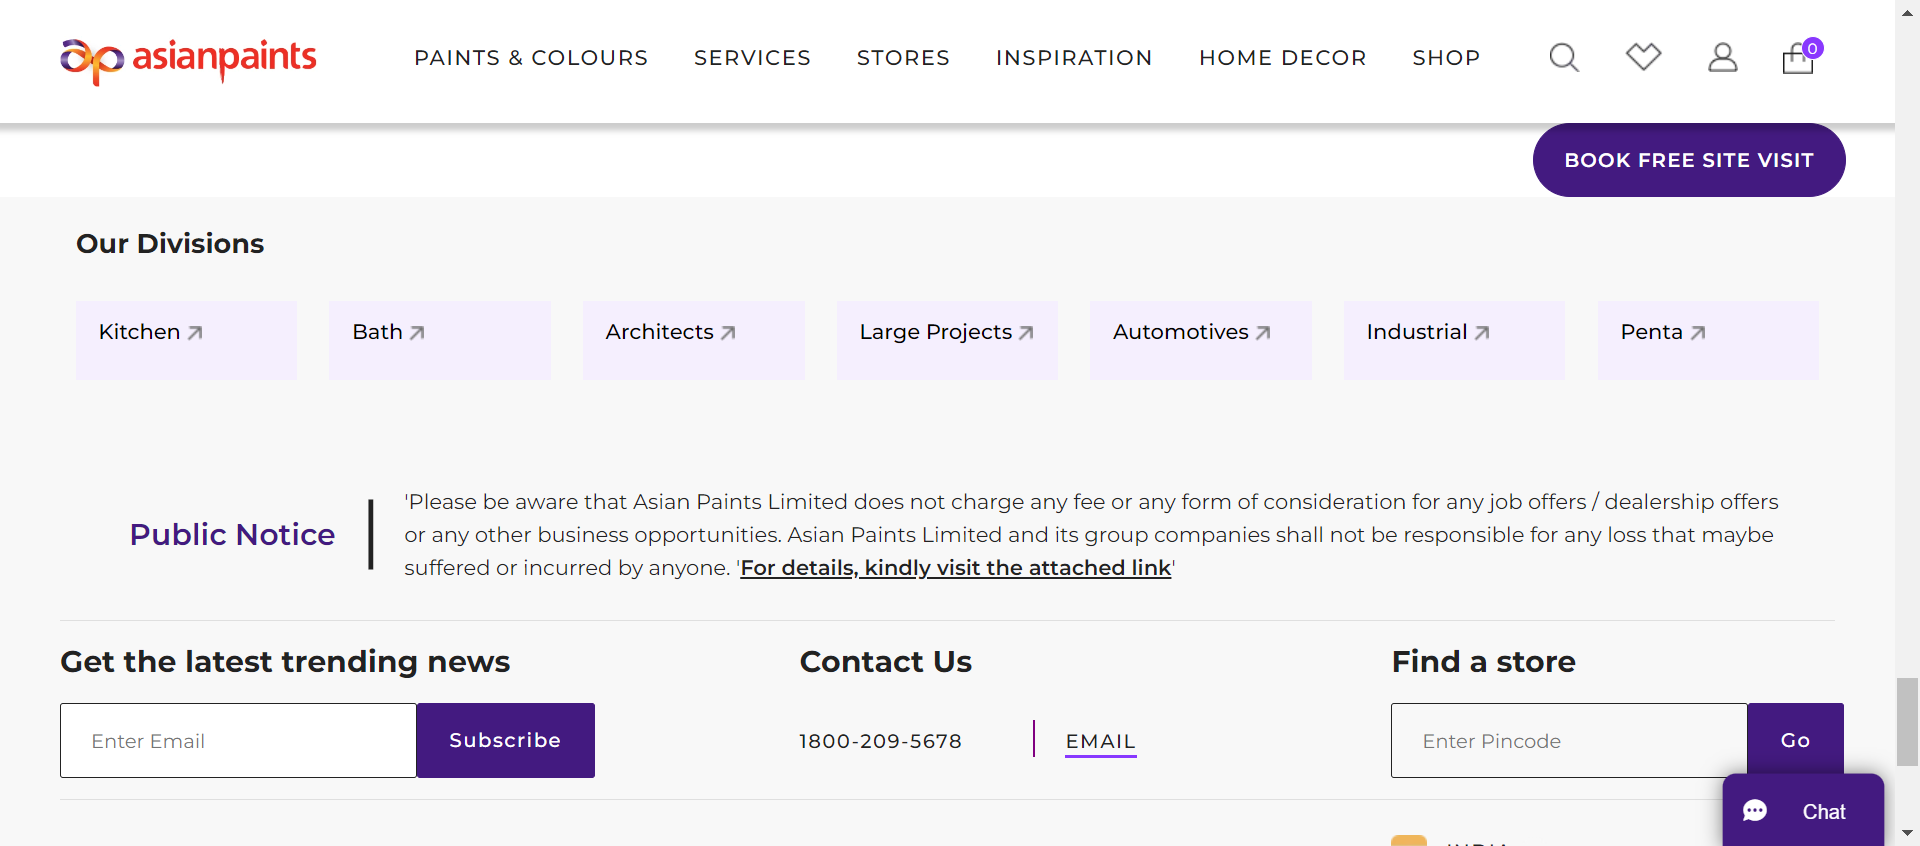 asianpaints
PAINTS & COLOURS SERVICES STORES INSPIRATION HOME DECOR SHOP
0
BOOK FREE SITE VISIT
Our Divisions
Kitchen Bath Architects Large Projects Automotives Industrial Penta
Public Notice
'Please be aware that Asian Paints Limited does not charge any fee or any form of consideration for any job offers / dealership offers
or any other business opportunities. Asian Paints Limited and its group companies shall not be responsible for any loss that maybe
suffered or incurred by anyone. 'For details, kindly visit the attached link'
Get the latest trending news
Enter Email Subscribe
Contact Us
1800-209-5678 EMAIL
Find a store
Enter Pincode Go
Chat
INDIA